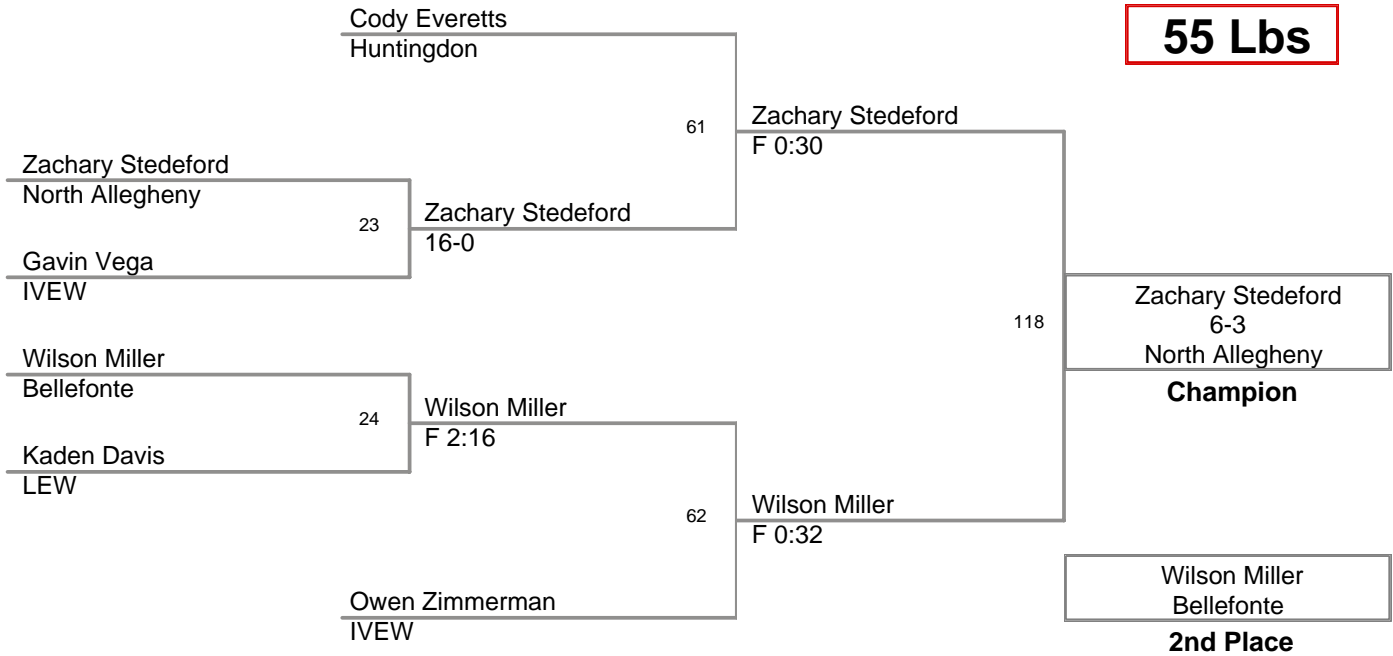 Cody Everetts
Huntingdon
55 Lbs
61
Zachary Stedeford
F 0:30
Zachary Stedeford
North Allegheny
23
Zachary Stedeford
16-0
Gavin Vega
IVEW
118
Zachary Stedeford
6-3
North Allegheny
Champion
Wilson Miller
Bellefonte
24
Wilson Miller
F 2:16
Kaden Davis
LEW
62
Wilson Miller
F 0:32
Owen Zimmerman
IVEW
Wilson Miller
Bellefonte
2nd Place